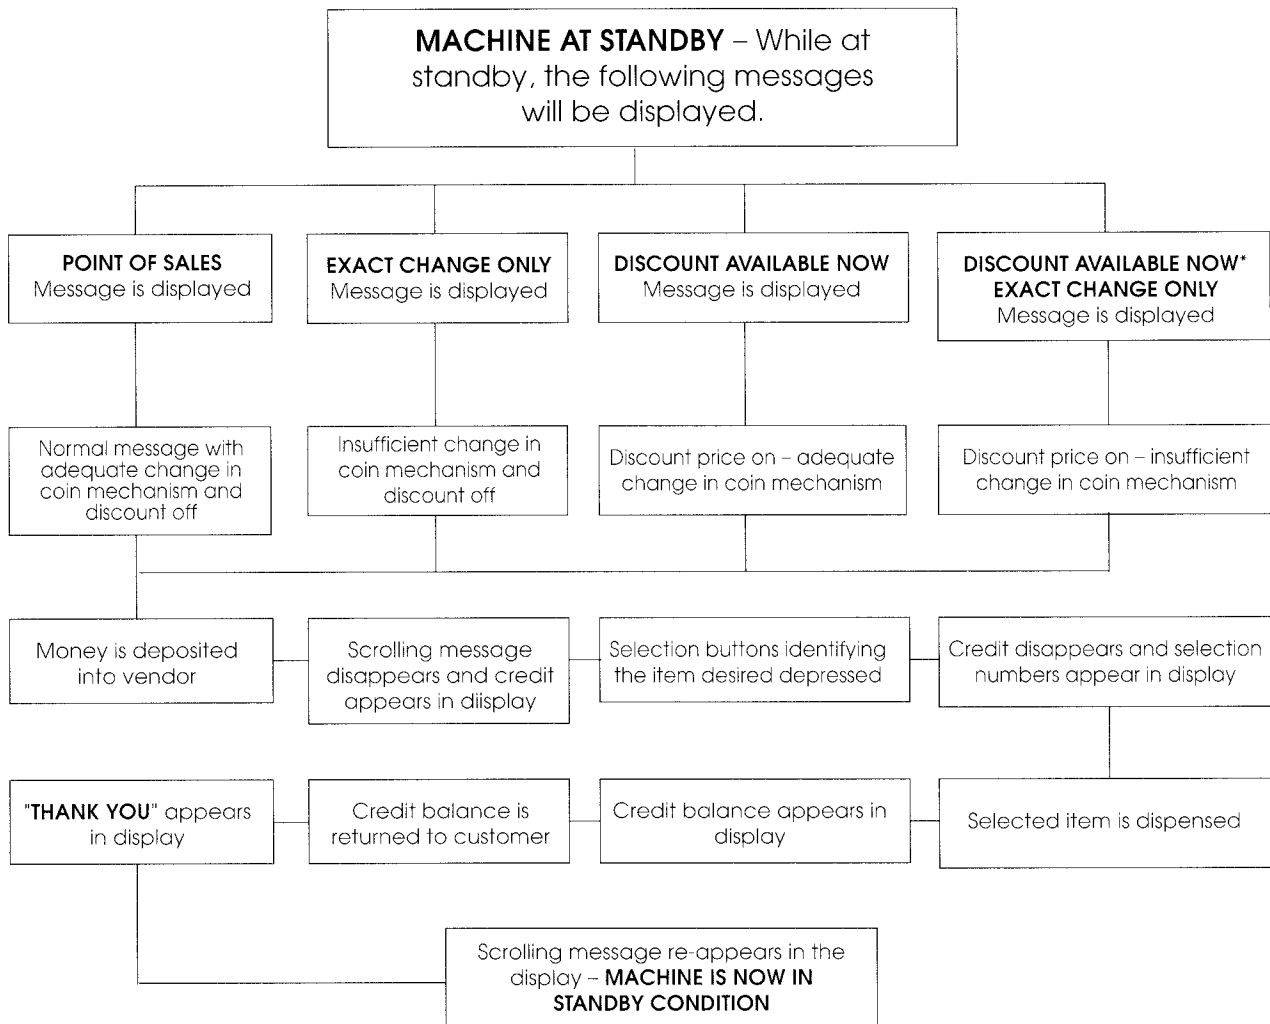 MACHINE AT STANDBY – While at
standby, the following messages
will be displayed.
POINT OF SALES
Message is displayed
EXACT CHANGE ONLY
Message is displayed
DISCOUNT AVAILABLE NOW
Message is displayed
DISCOUNT AVAILABLE NOW*
EXACT CHANGE ONLY
Message is displayed
Normal message with
adequate change in
coin mechanism and
discount off
Insufficient change in
coin mechanism and
discount off
Discount price on – adequate
change in coin mechanism
Discount price on – insufficient
change in coin mechanism
Money is deposited
into vendor
Scrolling message
disappears and credit
appears in diisplay
Selection buttons identifying
the item desired depressed
Credit disappears and selection
numbers appear in display
"THANK YOU" appears
in display
Credit balance is
returned to customer
Credit balance appears in
display
Selected item is dispensed
Scrolling message re-appears in the
display – MACHINE IS NOW IN
STANDBY CONDITION